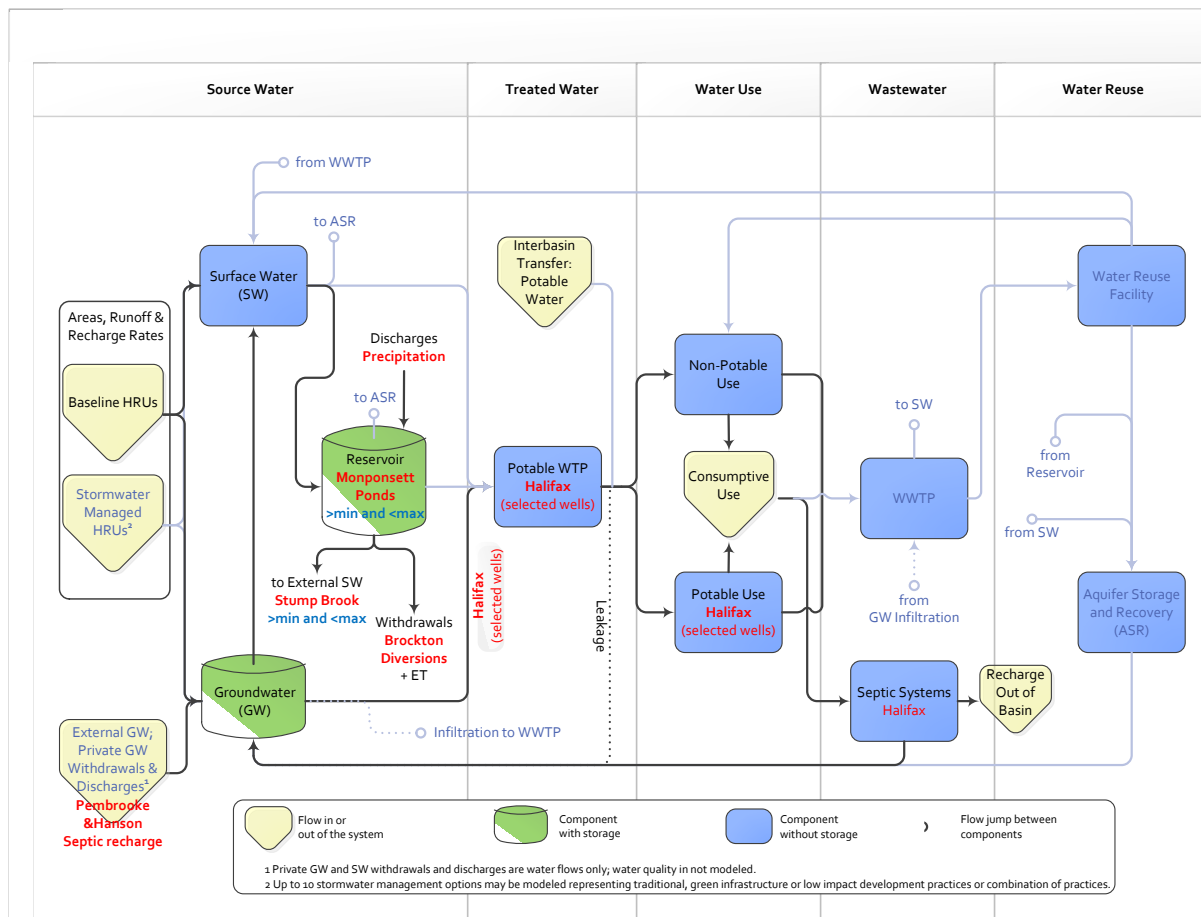 Source Water
Treated Water
Water Use
Wastewater
Water Reuse
from WWTP
to ASR
Surface Water
(SW)
Interbasin
Transfer:
Potable
Water
Water Reuse
Facility
Areas, Runoff &
Recharge Rates
Baseline HRUs
Stormwater
Managed
HRUs²
Discharges
Precipitation
to ASR
Reservoir
Monponsett
Ponds
>min and <max
Potable WTP
Halifax
(selected wells)
Non-Potable
Use
Consumptive
Use
Potable Use
Halifax
(selected wells)
to SW
WWTP
from
GW Infiltration
from
Reservoir
from SW
Aquifer Storage
and Recovery
(ASR)
to External SW
Stump Brook
>min and <max
Withdrawals
Brockton
Diversions
+ ET
Halifax
(selected wells)
Leakage
Groundwater
(GW)
Infiltration to WWTP
Septic Systems
Halifax
Recharge
Out of
Basin
External GW;
Private GW
Withdrawals &
Discharges¹
Pembrooke
&Hanson
Septic recharge
Flow in or
out of the system
Component
with storage
Component
without storage
Flow jump between
components
1 Private GW and SW withdrawals and discharges are water flows only; water quality in not modeled.
2 Up to 10 stormwater management options may be modeled representing traditional, green infrastructure or low impact development practices or combination of practices.